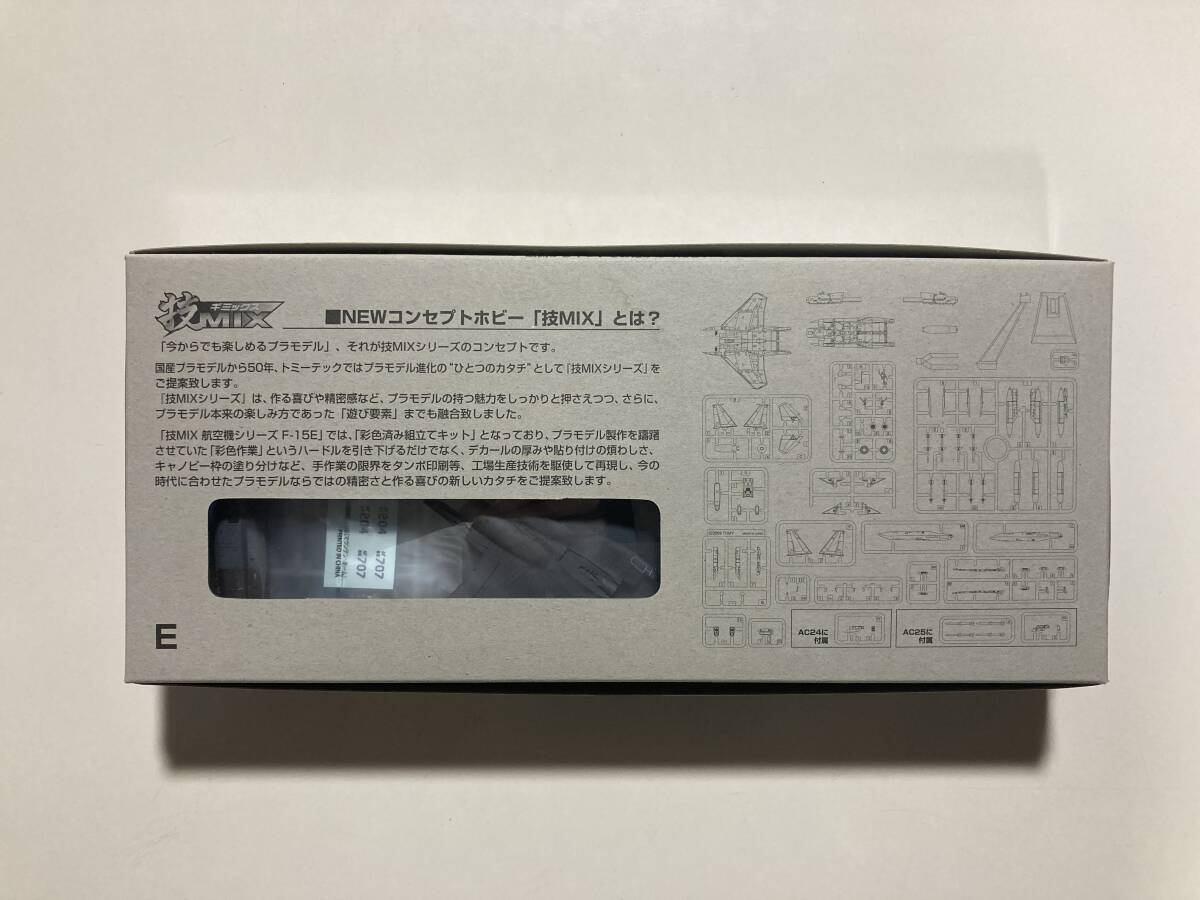 ギミックス
技MIX
■NEWコンセプトホビー「技MIX」とは？
「今からでも楽しめるプラモデル」、それが技MIXシリーズのコンセプトです。
国産プラモデルから50年、トミーテックではプラモデル進化の“ひとつのカタチ”として『技MIXシリーズ』を
ご提案致します。
『技MIXシリーズ』は、作る喜びや精密感など、プラモデルの持つ魅力をしっかりと押さえつつ、さらに、
プラモデル本来の楽しみ方であった「遊び要素」までも融合致しました。
「技MIX 航空機シリーズ F-15E」では、「彩色済み組立てキット」となっており、プラモデル製作を躊躇
させていた「彩色作業」というハードルを引き下げるだけでなく、デカールの厚みや貼り付けの煩わしさ、
キャノピー枠の塗り分けなど、手作業の限界をタンポ印刷等、工場生産技術を駆使して再現し、今の
時代に合わせたプラモデルならではの精密さと作る喜びの新しいカタチをご提案致します。
707
707
PRINTED IN CHINA
E
AC24に
付属
AC25に
付属